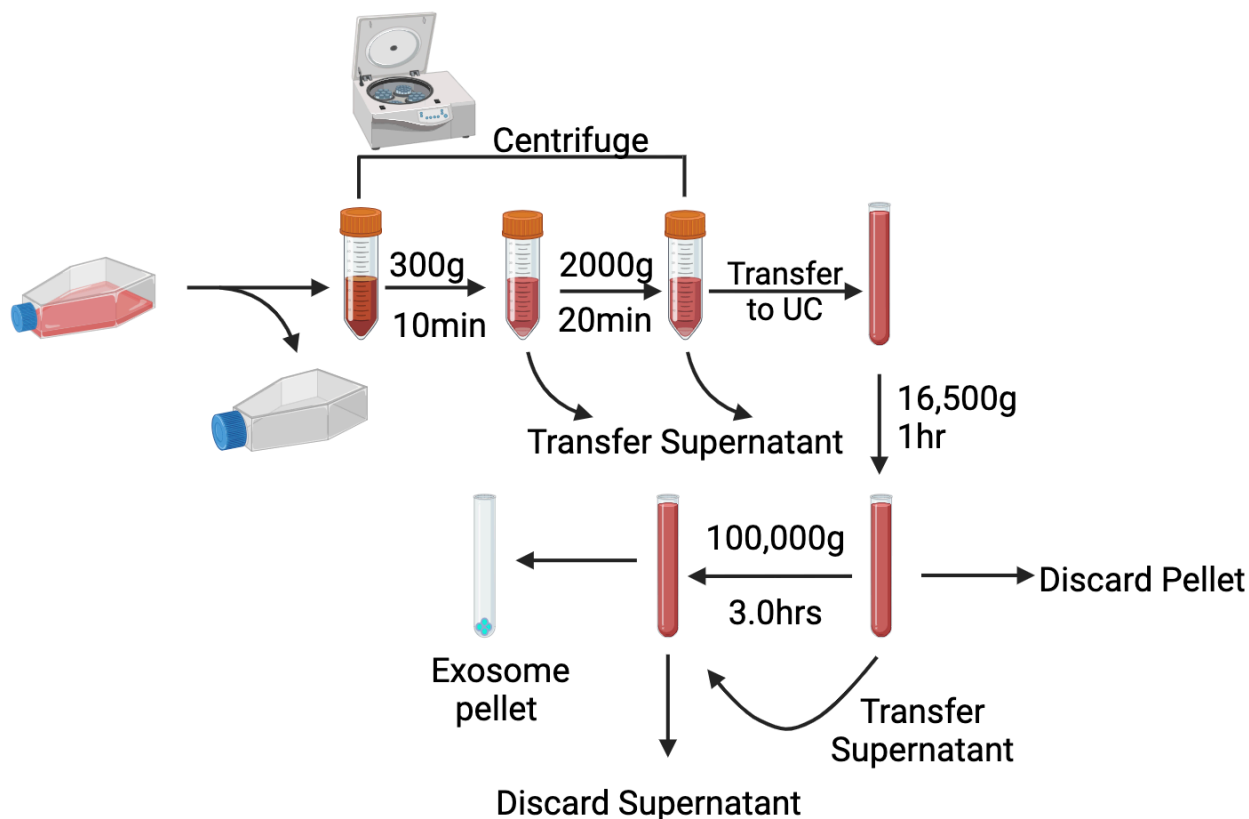 Centrifuge
300g
10min
2000g
20min
Transfer
to UC
Transfer Supernatant
16,500g
1hr
100,000g
3.0hrs
Discard Pellet
Exosome
pellet
Transfer
Supernatant
Discard Supernatant